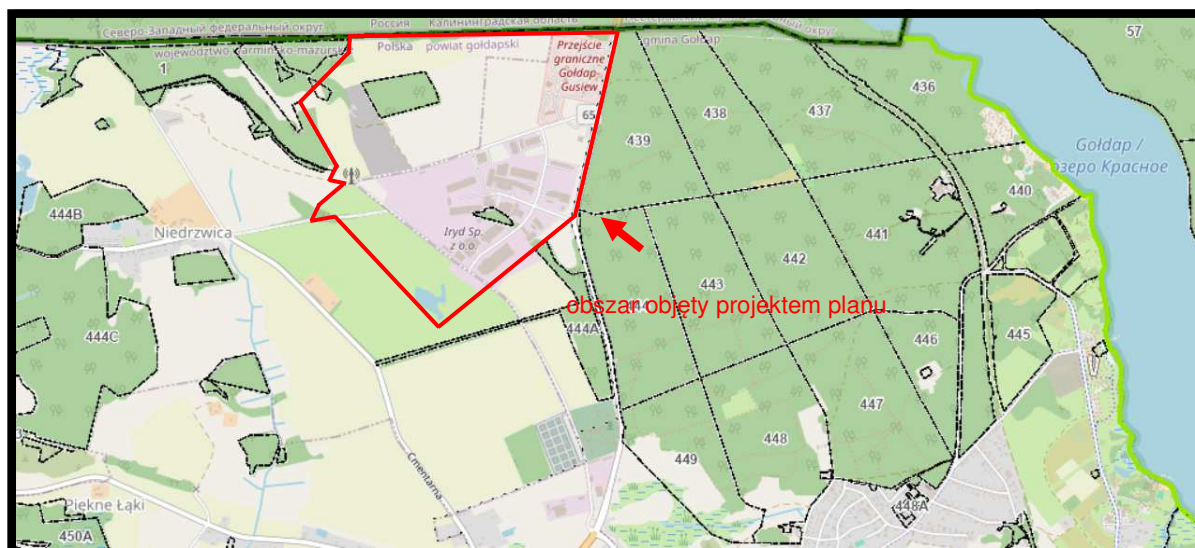 Северо-Западный федеральный округ
Россия Калининградская область
województwo warmińsko-mazurskie
Polska powiat gołdapski
gmina Gołdap
57
1
Przejście
graniczne
Gołdap-
Gusiew
65
436
437
438
439
Gołdap /
озеро Красное
440
444B
Niedrzwica
Iryd Sp.
z o.o.
441
442
443
obszar objęty projektem planu
444A
444C
445
446
447
448
449
Cmentarna
Piękne Łąki
450A
448A